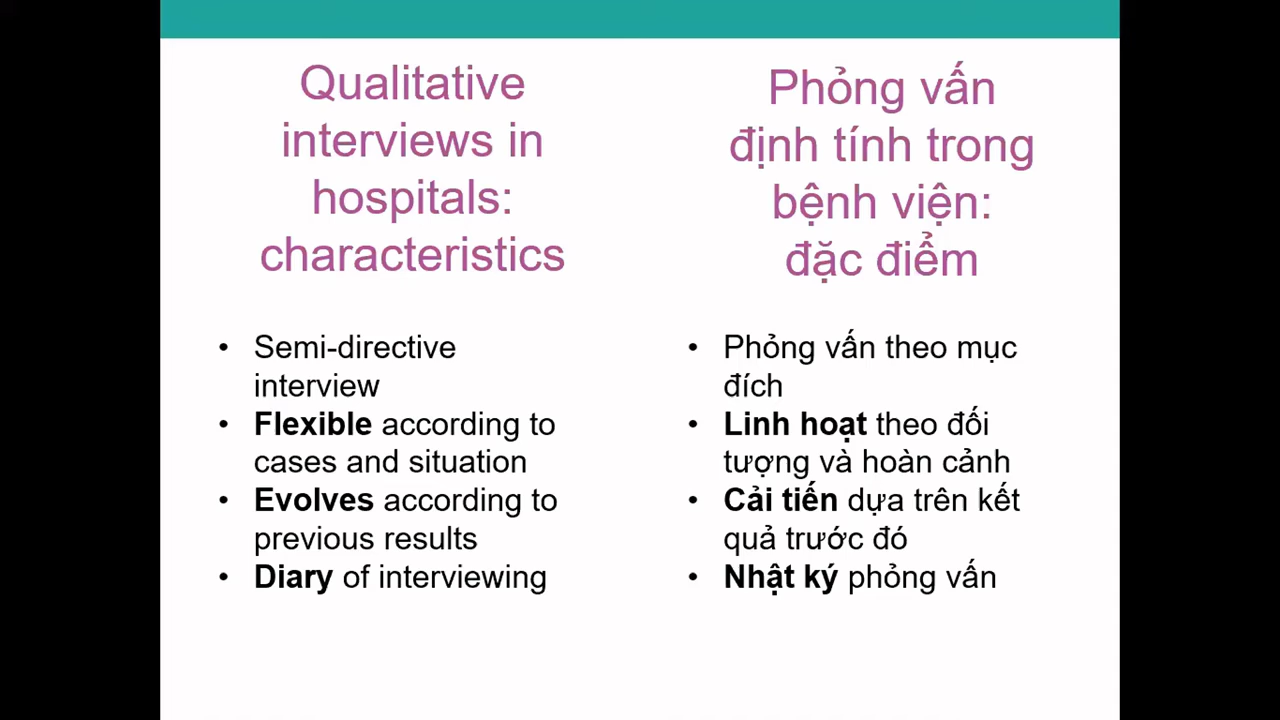 Qualitative
interviews in
hospitals:
characteristics
• Semi-directive
interview
• Flexible according to
cases and situation
• Evolves according to
previous results
• Diary of interviewing
Phỏng vấn
định tính trong
bệnh viện:
đặc điểm
• Phỏng vấn theo mục
đích
• Linh hoạt theo đối
tượng và hoàn cảnh
• Cải tiến dựa trên kết
quả trước đó
• Nhật ký phỏng vấn